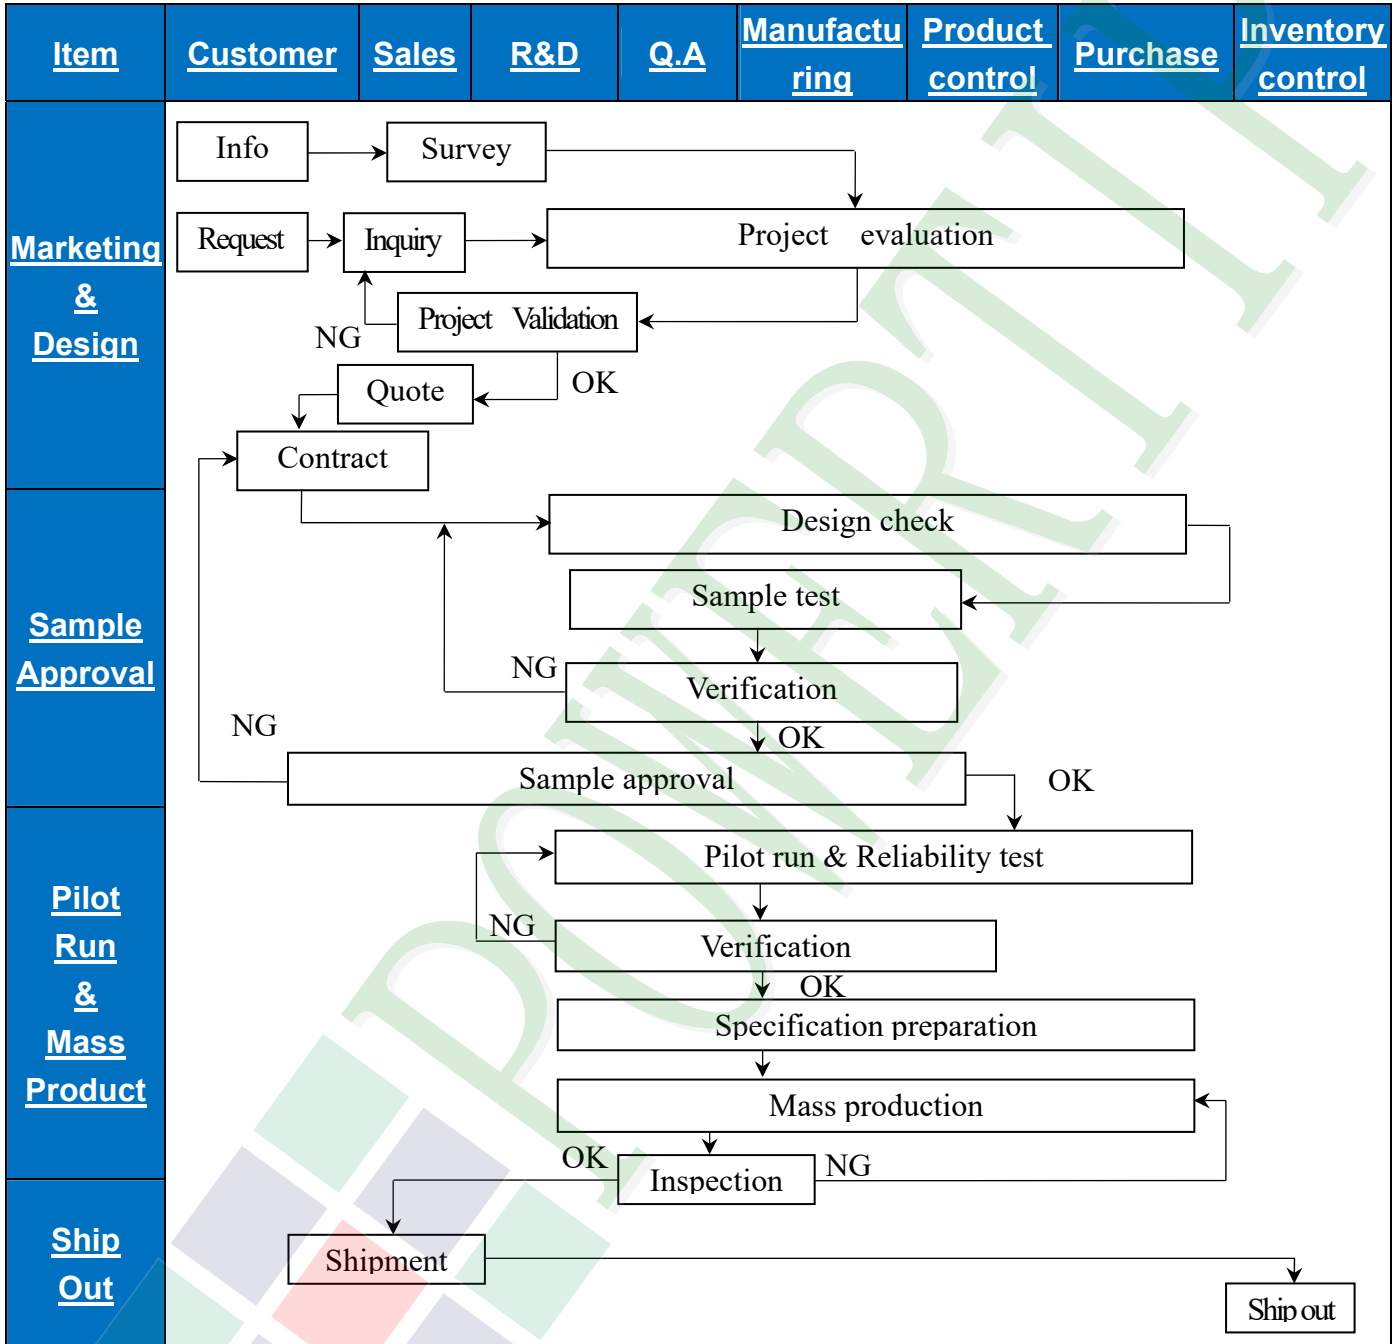 Item Customer Sales R&D Q.A Manufactu Product Purchase Inventory
ring control control
Info Survey
Request Inquiry Project evaluation
Marketing
&
Design
NG Project Validation
Quote OK
Contract
Design check
Sample test
Sample
Approval
NG Verification
NG OK
Sample approval OK
Pilot run & Reliability test
Pilot
Run
&
Mass
Product
NG Verification
OK
Specification preparation
Mass production
OK Inspection NG
Ship
Out
Shipment
Ship out
POWERTIP